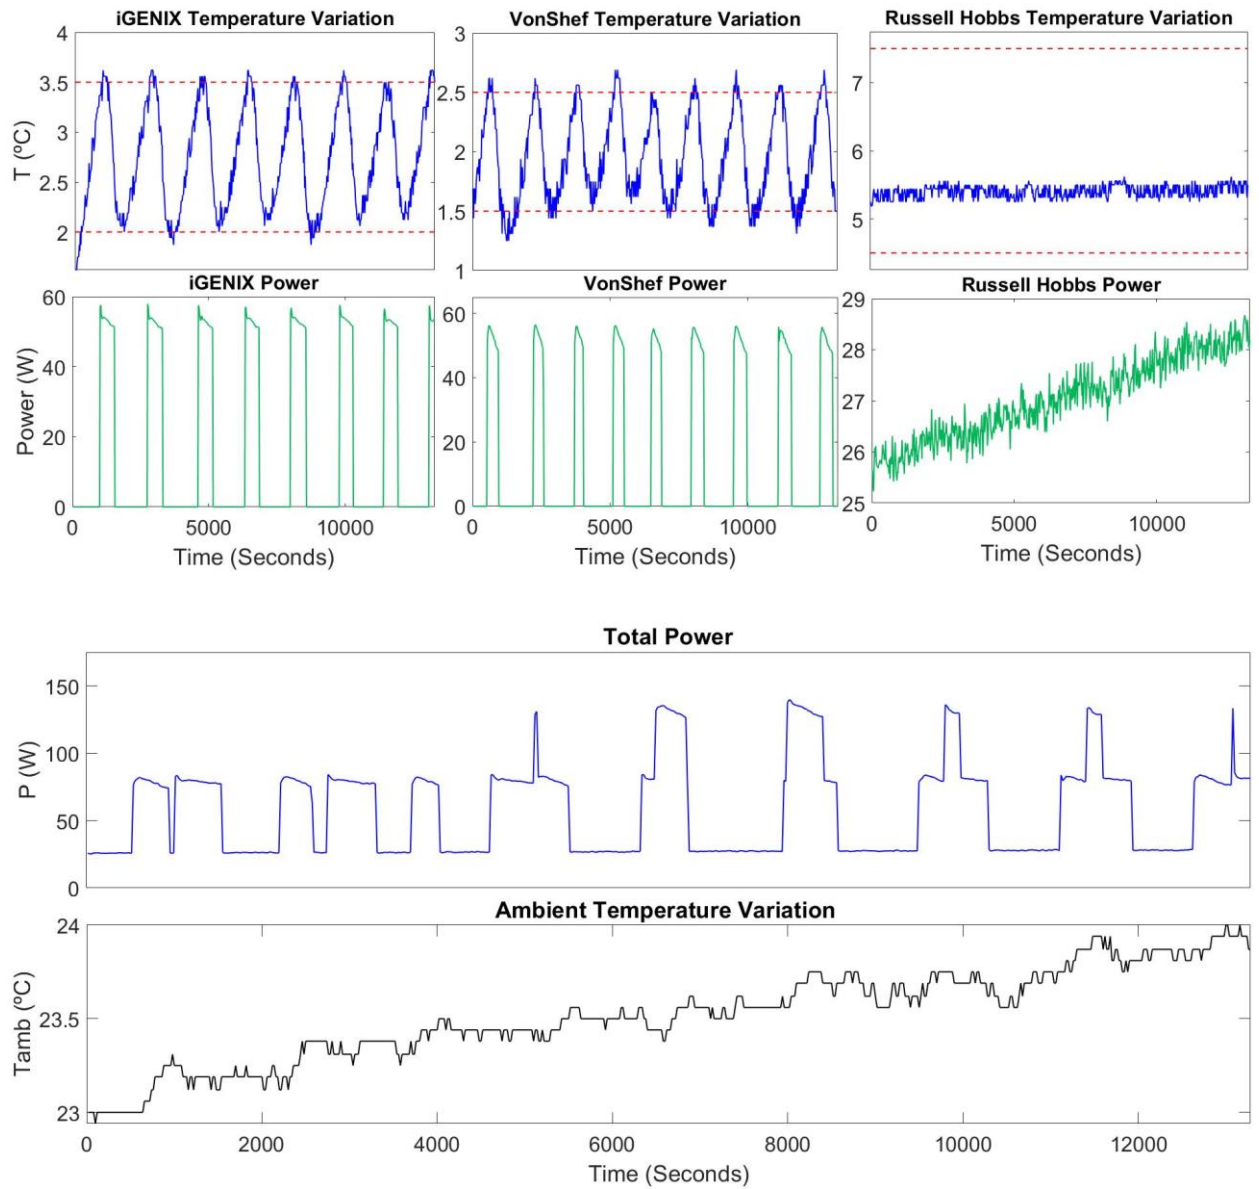 iGENIX Temperature Variation
VonShef Temperature Variation
Russell Hobbs Temperature Variation
4
3.5
3
2.5
2
T (ºC)
3
2.5
2
1.5
1
7
6
5
iGENIX Power
VonShef Power
Russell Hobbs Power
60
40
20
0
Power (W)
0 5000 10000
Time (Seconds)
60
40
20
0
0 5000 10000
Time (Seconds)
29
28
27
26
25
0 5000 10000
Time (Seconds)
Total Power
150
100
50
0
P (W)
Ambient Temperature Variation
24
23.5
23
Tamb (ºC)
0 2000 4000 6000 8000 10000 12000
Time (Seconds)